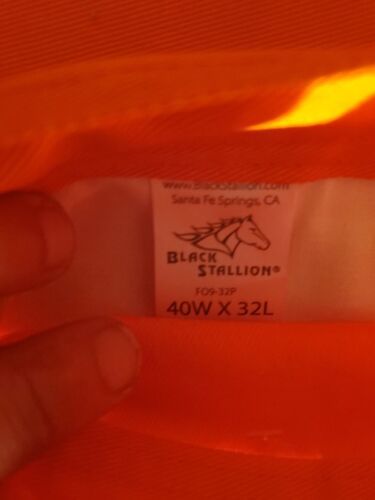 www.BlackStallion.com
Santa Fe Springs, CA
BLACK
STALLION®
FO9-32P
40W X 32L